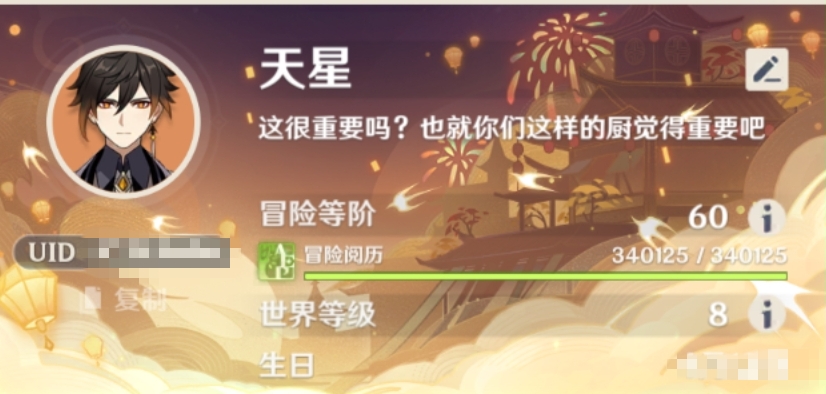 天星
这很重要吗？也就你们这样的厨觉得重要吧
冒险等阶 60
冒险阅历 340125 / 340125
UID
复制
世界等级 8
生日